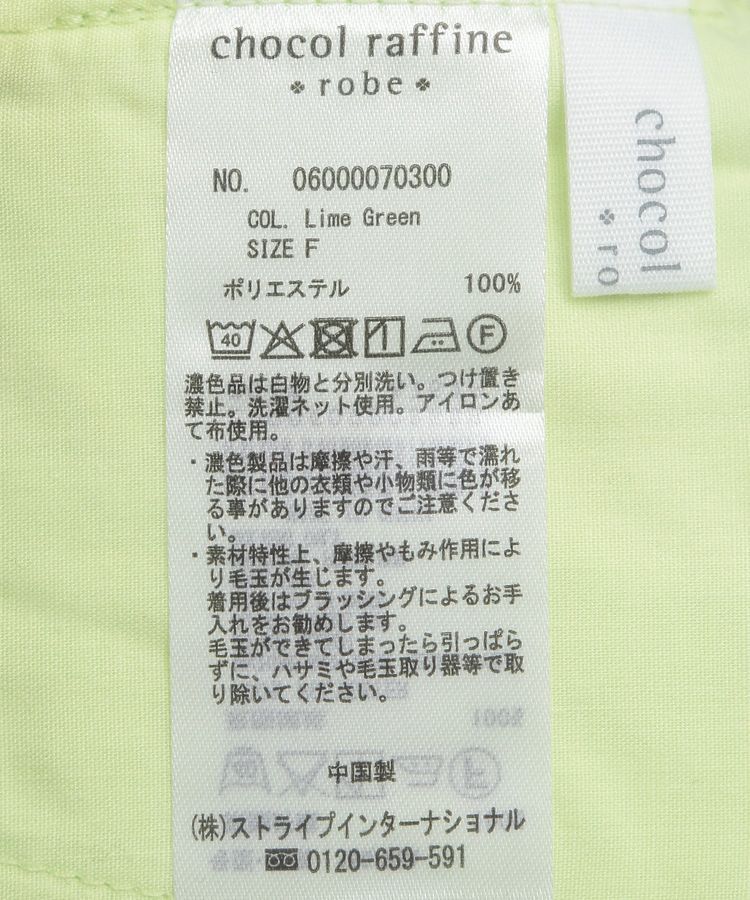 chocol raffine
robe
NO. 06000070300
COL. Lime Green
SIZE F
ポリエステル 100%
40
F
濃色品は白物と分別洗い。つけ置き
禁止。洗濯ネット使用。アイロンあ
て布使用。
・濃色製品は摩擦や汗、雨等で濡れ
た際に他の衣類や小物類に色が移
る事がありますのでご注意くださ
い。
・素材特性上、摩擦やもみ作用によ
り毛玉が生じます。
着用後はブラッシングによるお手
入れをお勧めします。
毛玉ができてしまったら引っぱら
ずに、ハサミや毛玉取り器等で取
り除いてください。
中国製
(株)ストライプインターナショナル
0120-659-591
chocol
ro